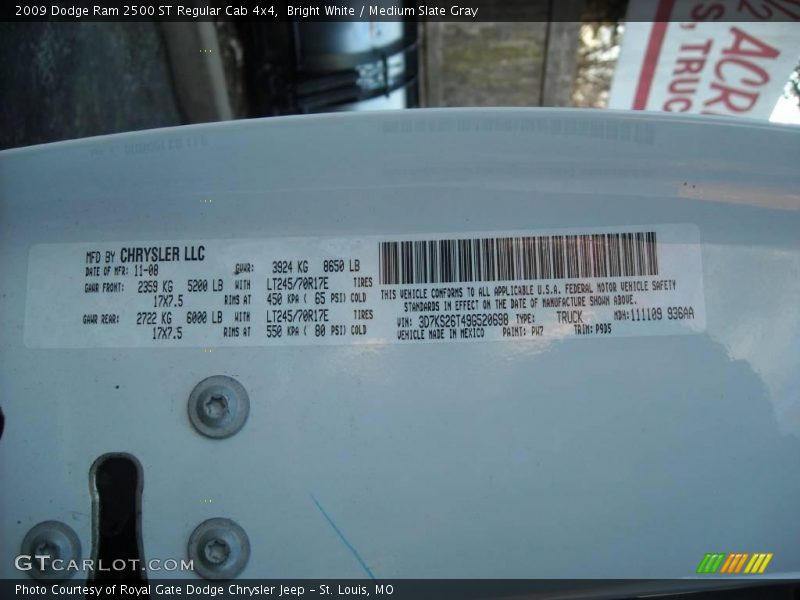 2009 Dodge Ram 2500 ST Regular Cab 4x4, Bright White / Medium Slate Gray
ACR
S, TRUC
MFD BY CHRYSLER LLC
DATE OF MFR: 11-08 GVWR: 3924 KG 8650 LB
GAWR FRONT: 2359 KG 5200 LB WITH LT245/70R17E TIRES
17X7.5 RIMS AT 450 KPA ( 65 PSI) COLD
GAWR REAR: 2722 KG 6000 LB WITH LT245/70R17E TIRES
17X7.5 RIMS AT 550 KPA ( 80 PSI) COLD
THIS VEHICLE CONFORMS TO ALL APPLICABLE U.S.A. FEDERAL MOTOR VEHICLE SAFETY
STANDARDS IN EFFECT ON THE DATE OF MANUFACTURE SHOWN ABOVE.
VIN: 3D7KS26T49G520698 TYPE: TRUCK MDH: 111109 936AA
VEHICLE MADE IN MEXICO PAINT: PW7 TRIM: P9D5
GTCARLOT.COM
Photo Courtesy of Royal Gate Dodge Chrysler Jeep - St. Louis, MO